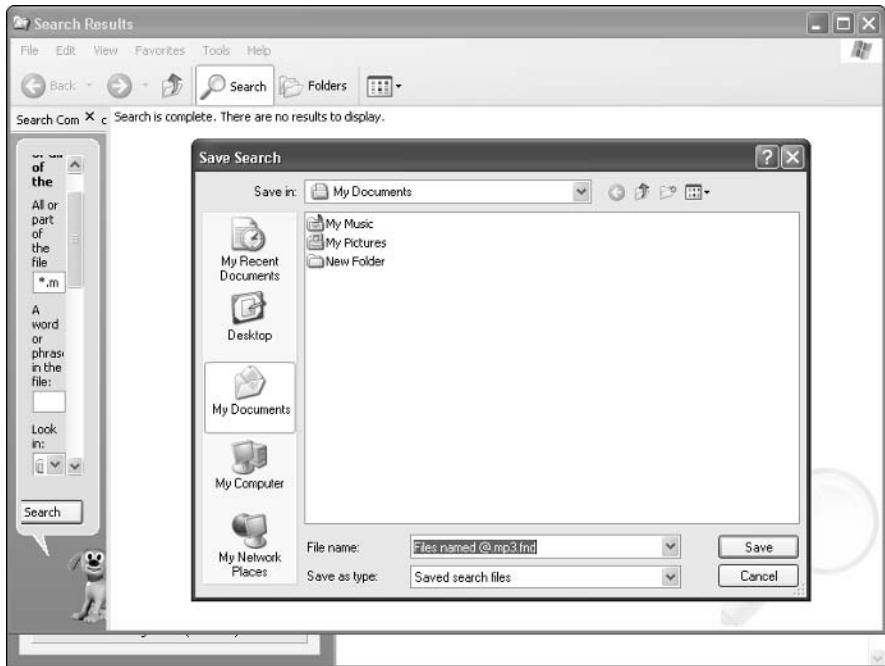 Search Results
File Edit View Favorites Tools Help
Back Search Folders
Search Com X c Search is complete. There are no results to display.
of
the
All or
part
of
the
file
*.m
A
word
or
phras
in the
file:
Look
in:
Search
Save Search
Save in: My Documents
My Music
My Pictures
New Folder
My Recent
Documents
Desktop
My Documents
My Computer
My Network
Places
File name: Files named @.mp3.fnd Save
Save as type: Saved search files Cancel